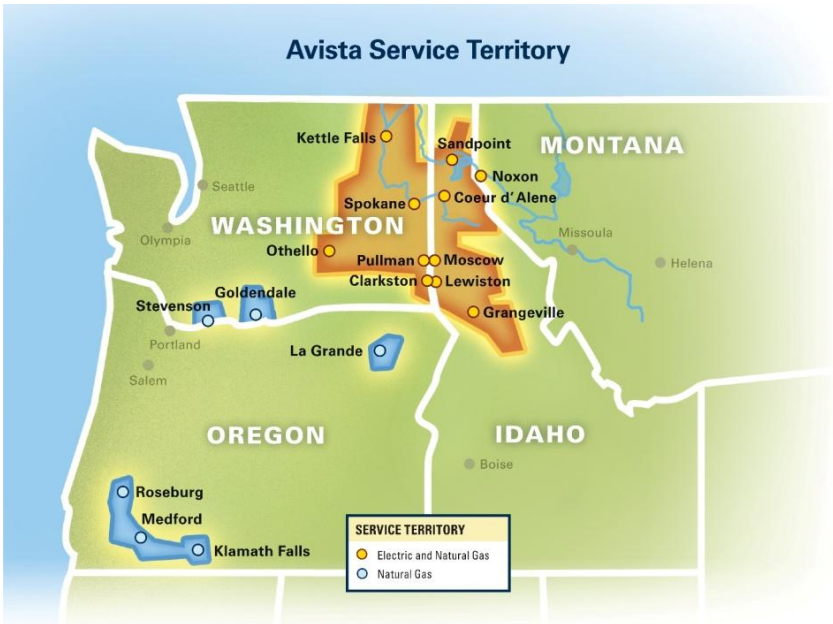 Avista Service Territory
Kettle Falls
Sandpoint
MONTANA
Noxon
Seattle
Coeur d'Alene
Spokane
WASHINGTON
Olympia
Missoula
Othello
Pullman
Moscow
Helena
Clarkston
Lewiston
Goldendale
Stevenson
Grangeville
Portland
La Grande
Salem
OREGON
IDAHO
Boise
Roseburg
Medford
Klamath Falls
SERVICE TERRITORY
Electric and Natural Gas
Natural Gas